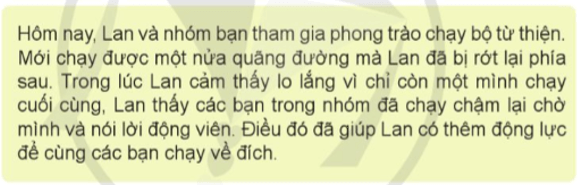 Hôm nay, Lan và nhóm bạn tham gia phong trào chạy bộ từ thiện.
Mới chạy được một nửa quãng đường mà Lan đã bị rớt lại phía
sau. Trong lúc Lan cảm thấy lo lắng vì chỉ còn một mình chạy
cuối cùng, Lan thấy các bạn trong nhóm đã chạy chậm lại chờ
mình và nói lời động viên. Điều đó đã giúp Lan có thêm động lực
để cùng các bạn chạy về đích.